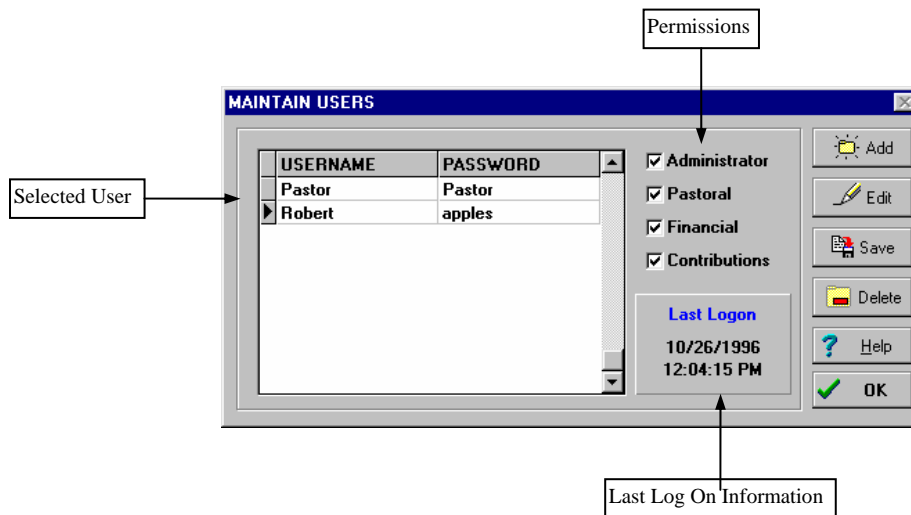 Permissions
MAINTAIN USERS
Selected User
USERNAME PASSWORD
Pastor Pastor
Robert apples
Administrator
Pastoral
Financial
Contributions
Last Logon
10/26/1996
12:04:15 PM
Add
Edit
Save
Delete
Help
OK
Last Log On Information